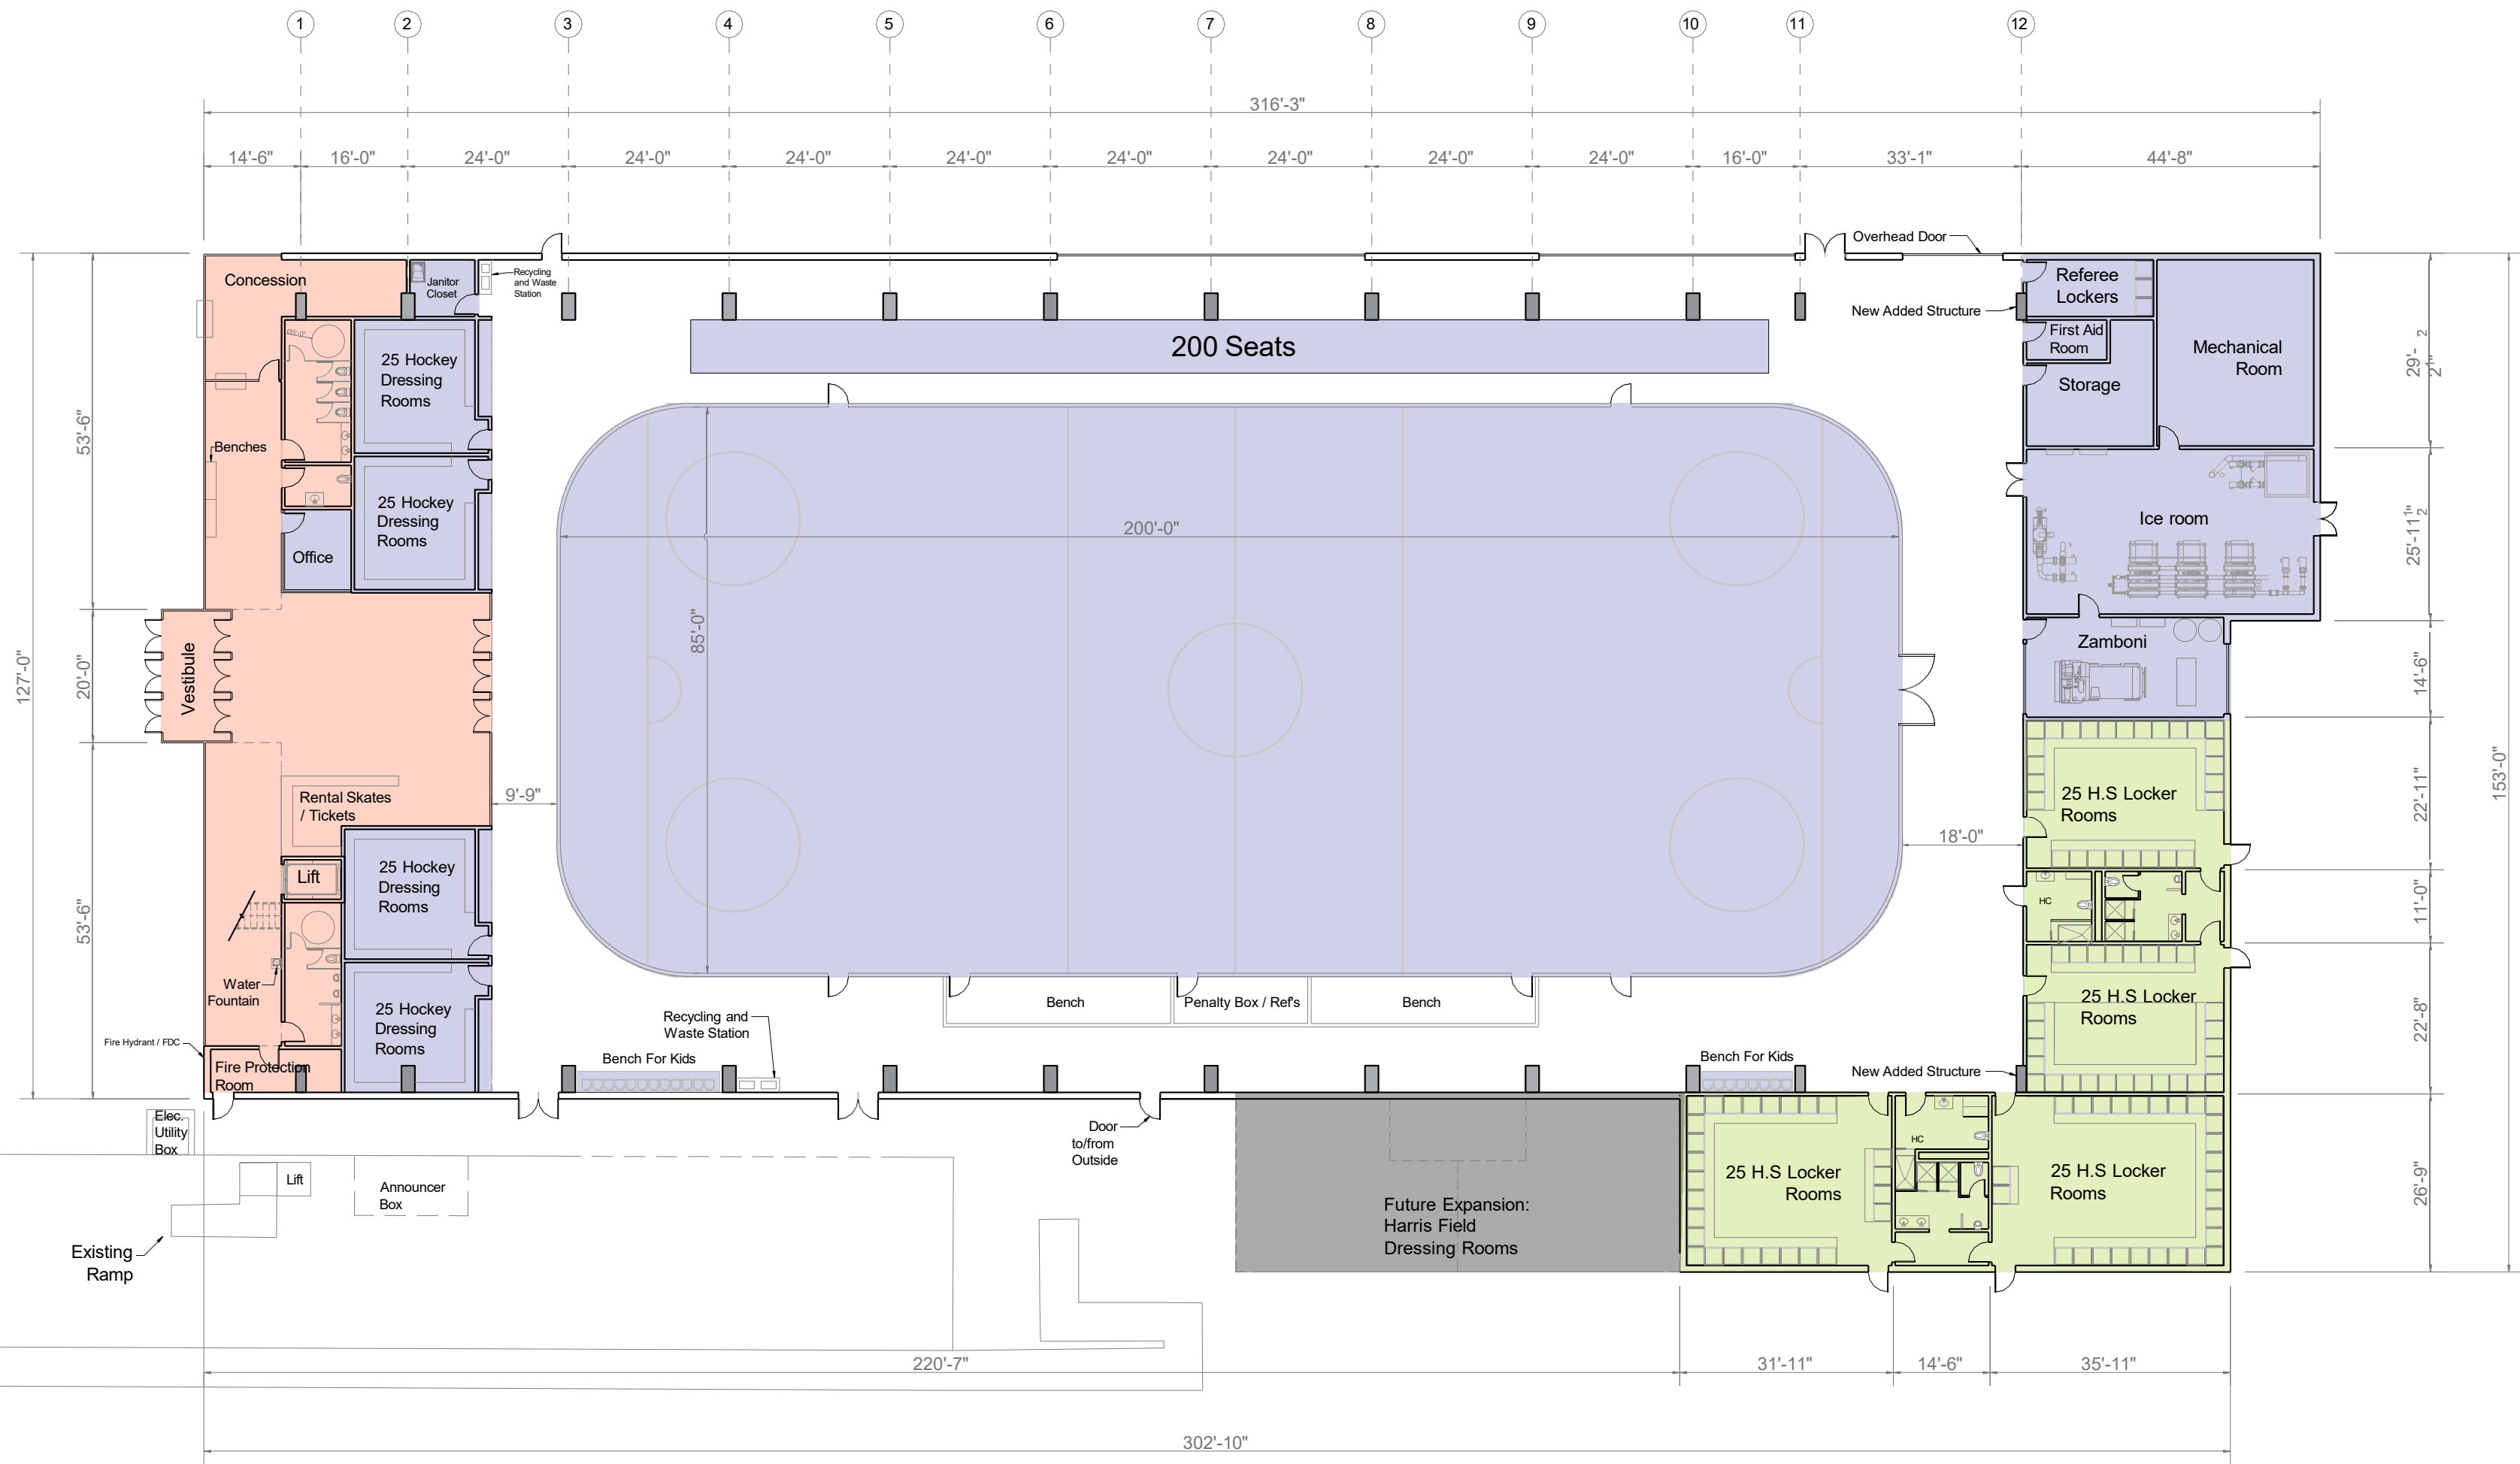 1
2
3
4
5
6
7
8
9
10
11
12
316'-3"
14'-6"
16'-0"
24'-0"
24'-0"
24'-0"
24'-0"
24'-0"
24'-0"
24'-0"
24'-0"
16'-0"
33'-1"
44'-8"
Overhead Door
Concession
Janitor
Closet
Recycling
and Waste
Station
Referee
Lockers
New Added Structure
First Aid
Room
Storage
Mechanical
Room
200 Seats
25 Hockey
Dressing
Rooms
Benches
25 Hockey
Dressing
Rooms
Office
Ice room
200'-0"
85'-0"
Vestibule
Zamboni
127'-0"
53'-6"
20'-0"
53'-6"
25'-11 1/2"
14'-6"
22'-11"
11'-0"
22'-8"
26'-9"
153'-0"
Rental Skates
/ Tickets
9'-9"
18'-0"
25 H.S Locker
Rooms
Lift
25 Hockey
Dressing
Rooms
HC
Water
Fountain
25 Hockey
Dressing
Rooms
25 H.S Locker
Rooms
Bench
Penalty Box / Ref's
Bench
Recycling and
Waste Station
Fire Hydrant / FDC
Fire Protection
Room
Bench For Kids
Bench For Kids
New Added Structure
Elec.
Utility
Box
Door
to/from
Outside
HC
Lift
Announcer
Box
25 H.S Locker
Rooms
25 H.S Locker
Rooms
Future Expansion:
Harris Field
Dressing Rooms
Existing
Ramp
220'-7"
31'-11"
14'-6"
35'-11"
302'-10"